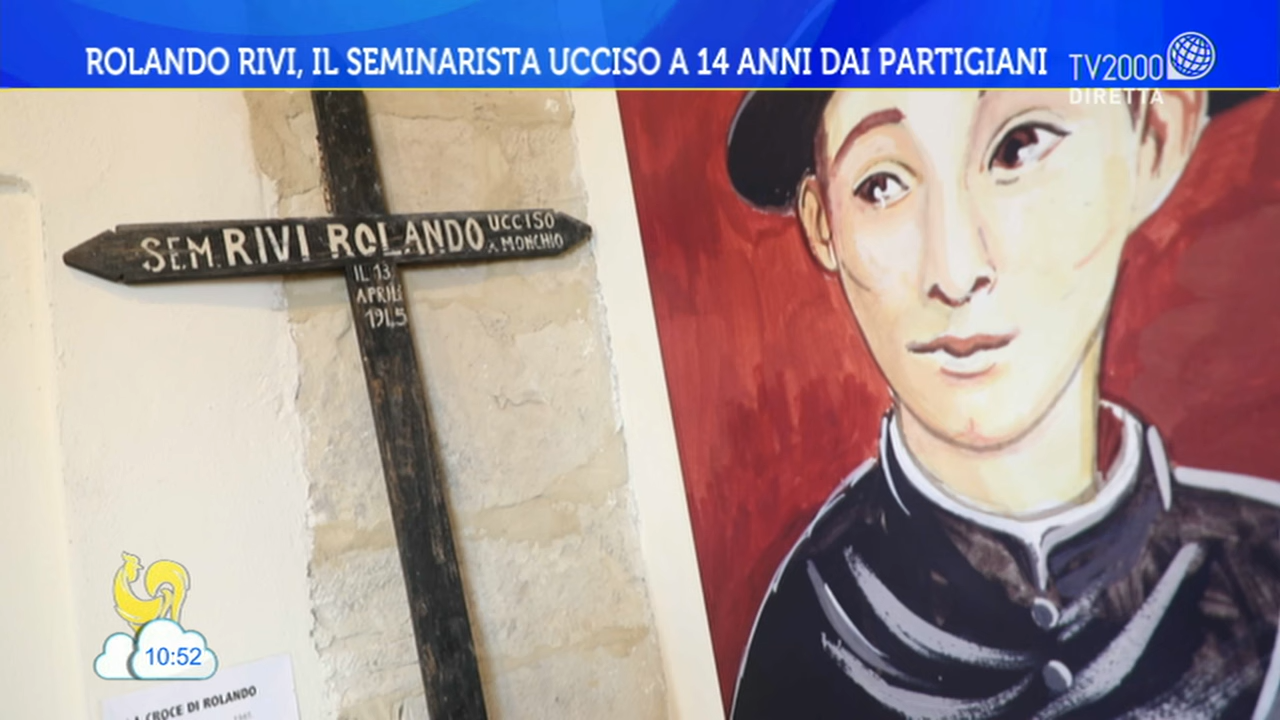 ROLANDO RIVI, IL SEMINARISTA UCCISO A 14 ANNI DAI PARTIGIANI
TV2000
DIRETTA
SEM. RIVI ROLANDO UCCISO
A MONCHIO
IL 13
APRILE
1945
10:52
LA CROCE DI ROLANDO